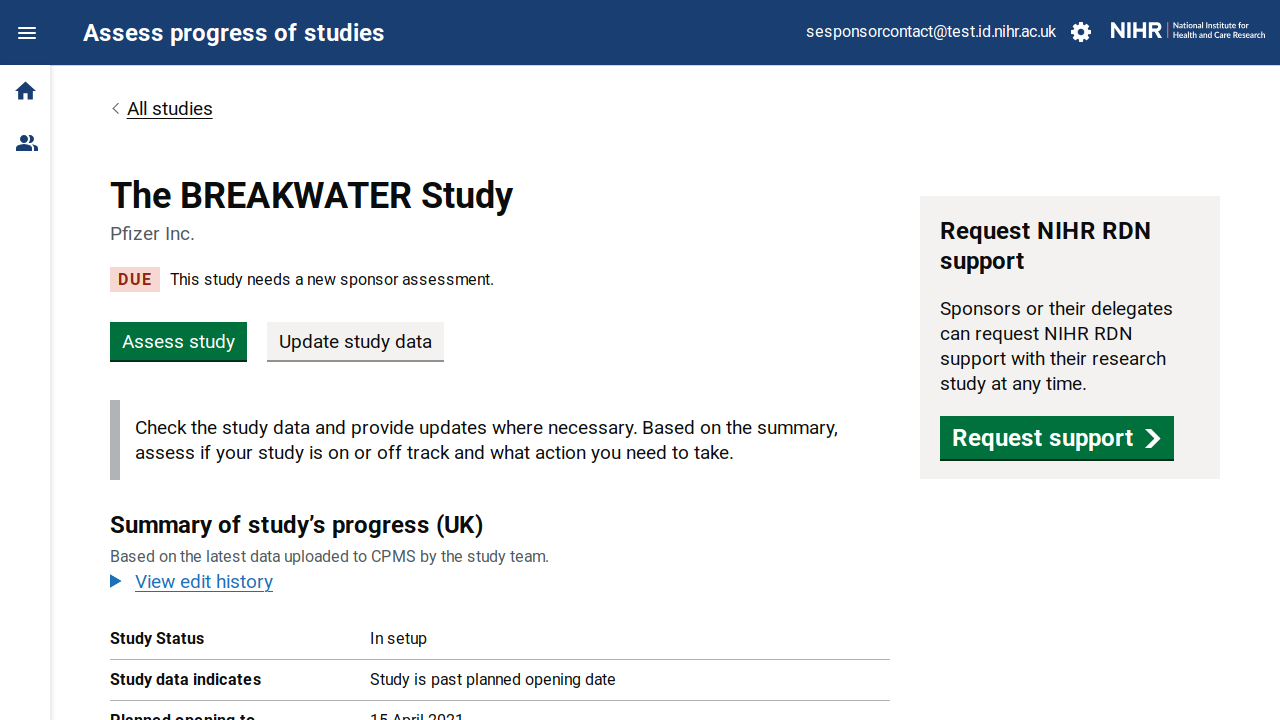 Assess progress of studies
sesponsorcontact@test.id.nihr.ac.uk
NIHR | National Institute for
Health and Care Research
All studies
The BREAKWATER Study
Pfizer Inc.
DUE This study needs a new sponsor assessment.
Assess study
Update study data
Check the study data and provide updates where necessary. Based on the summary,
assess if your study is on or off track and what action you need to take.
Summary of study’s progress (UK)
Based on the latest data uploaded to CPMS by the study team.
View edit history
Study Status In setup
Study data indicates Study is past planned opening date
Planned opening to 15 April 2021
Request NIHR RDN
support
Sponsors or their delegates
can request NIHR RDN
support with their research
study at any time.
Request support